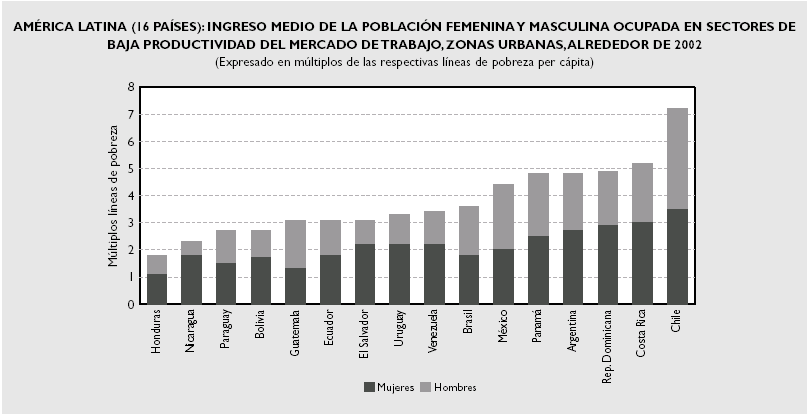 AMÉRICA LATINA (16 PAÍSES): INGRESO MEDIO DE LA POBLACIÓN FEMENINA Y MASCULINA OCUPADA EN SECTORES DE
BAJA PRODUCTIVIDAD DEL MERCADO DE TRABAJO, ZONAS URBANAS, ALREDEDOR DE 2002
(Expresado en múltiplos de las respectivas líneas de pobreza per cápita)
Múltiplos líneas de pobreza
8
7
6
5
4
3
2
1
0
Honduras
Nicaragua
Paraguay
Bolivia
Guatemala
Ecuador
El Salvador
Uruguay
Venezuela
Brasil
México
Panamá
Argentina
Rep. Dominicana
Costa Rica
Chile
Mujeres
Hombres